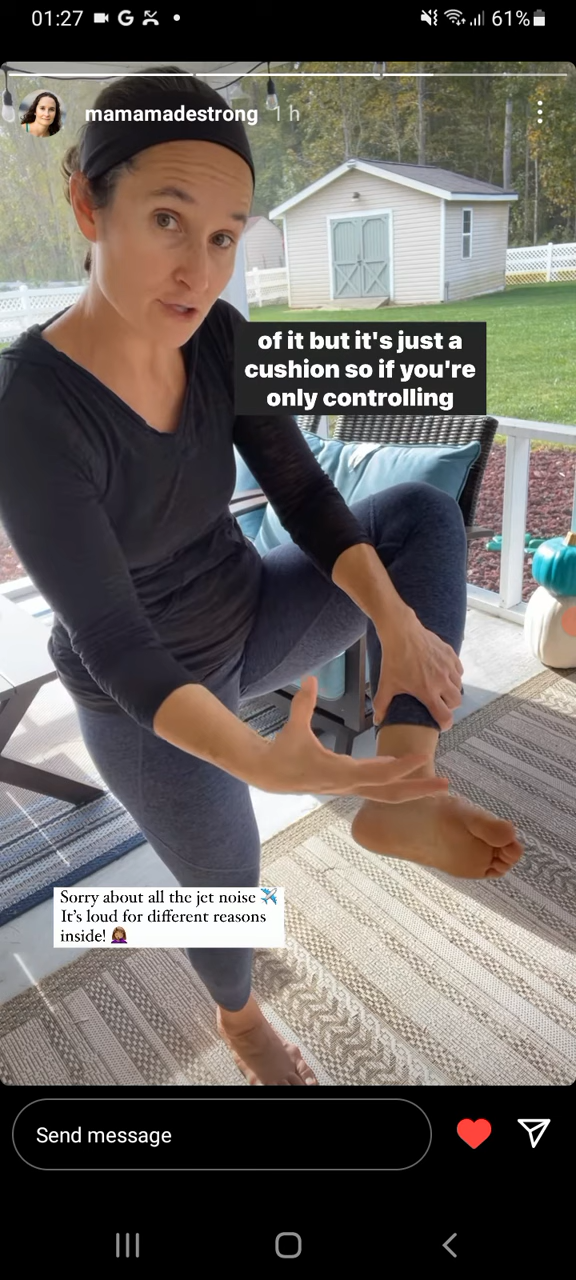 01:27 G 61%
mamamadestrong 1 h
of it but it's just a
cushion so if you're
only controlling
Sorry about all the jet noise ✈️
It's loud for different reasons
inside! 🤦🏽‍♀️
Send message